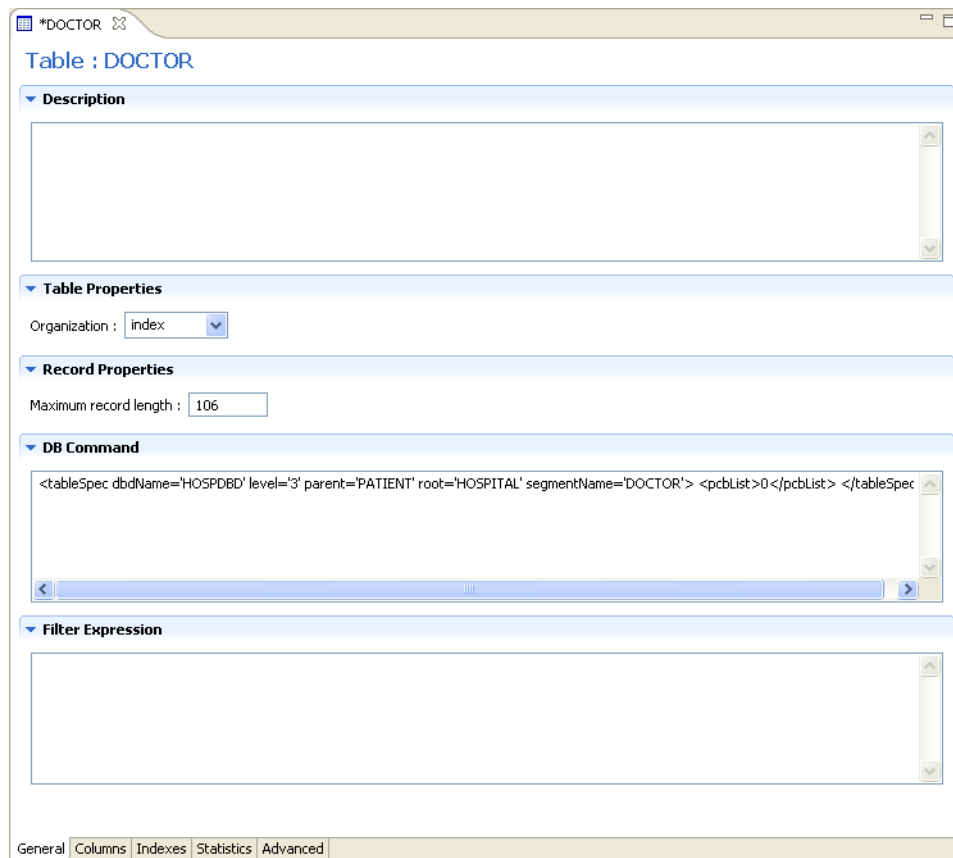 *DOCTOR
Table : DOCTOR
Description
Table Properties
Organization : index
Record Properties
Maximum record length : 106
DB Command
<tableSpec dbdName='HOSPDBD' level='3' parent='PATIENT' root='HOSPITAL' segmentName='DOCTOR'> <pcbList>0</pcbList> </tableSpec
Filter Expression
General Columns Indexes Statistics Advanced